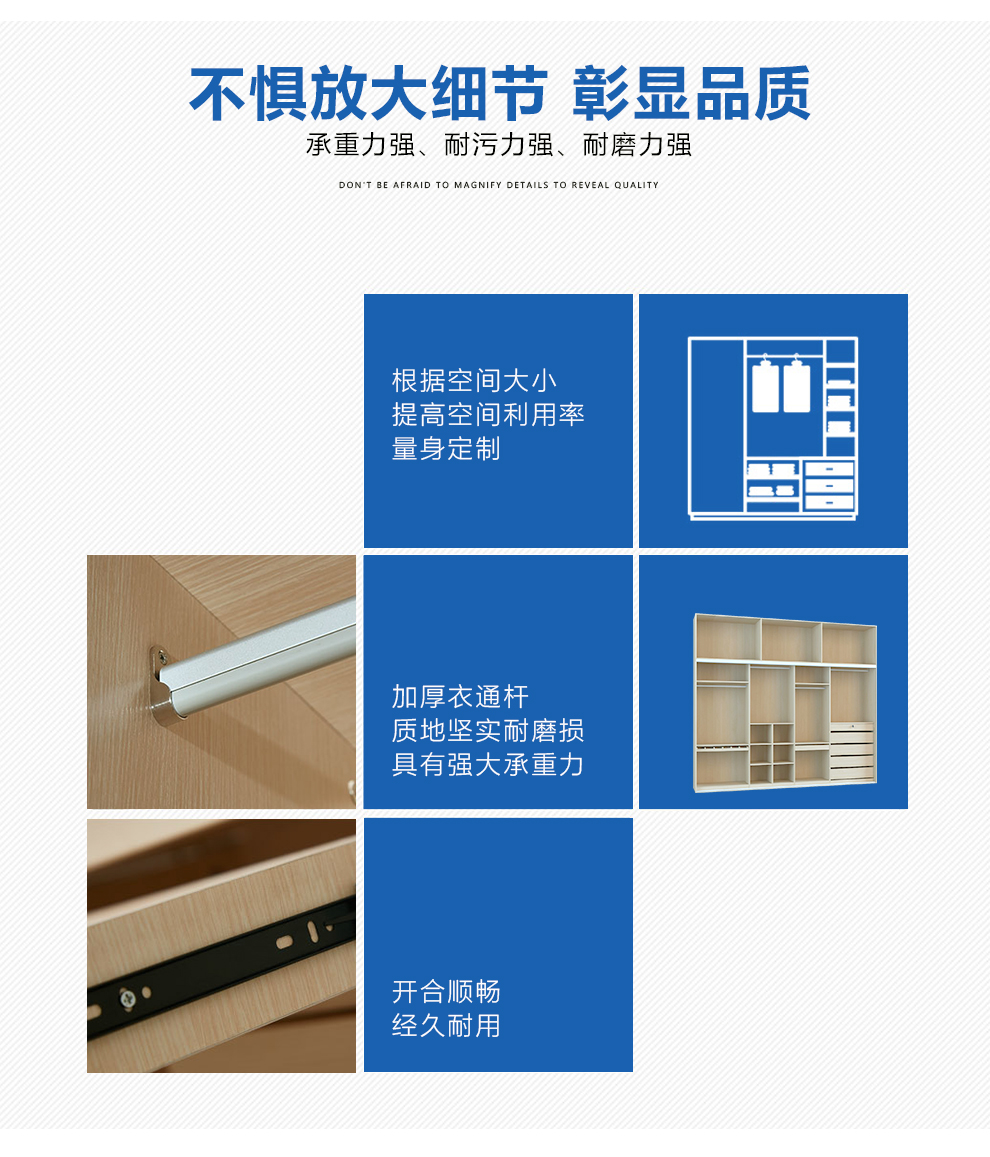 不惧放大细节 彰显品质
承重力强、耐污力强、耐磨力强
DON'T BE AFRAID TO MAGNIFY DETAILS TO REVEAL QUALITY
根据空间大小
提高空间利用率
量身定制
加厚衣通杆
质地坚实耐磨损
具有强大承重力
开合顺畅
经久耐用